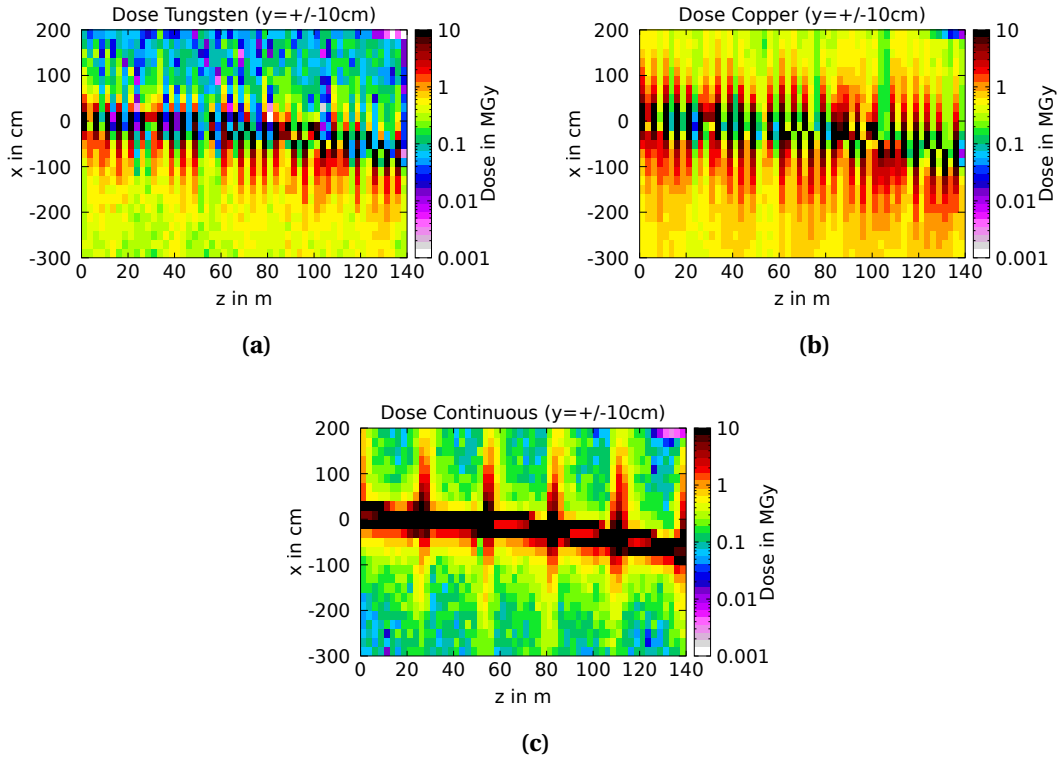 Dose Tungsten (y=+/-10cm)
200
100
0
-100
-200
-300
x in cm
0 20 40 60 80 100 120 140
z in m
10
1
0.1
0.01
0.001
Dose in MGy
(a)
Dose Copper (y=+/-10cm)
200
100
0
-100
-200
-300
x in cm
0 20 40 60 80 100 120 140
z in m
10
1
0.1
0.01
0.001
Dose in MGy
(b)
Dose Continuous (y=+/-10cm)
200
100
0
-100
-200
-300
x in cm
0 20 40 60 80 100 120 140
z in m
10
1
0.1
0.01
0.001
Dose in MGy
(c)